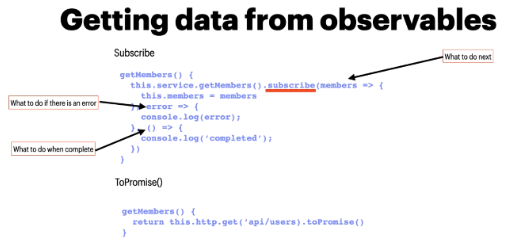 Getting data from observables
Subscribe
What to do next
getMembers() {
this.service.getMembers().subscribe(members => {
this.members = members
What to do if there is an error
}, error => {
console.log(error);
}, () => {
What to do when complete
console.log('completed');
})
}
ToPromise()
getMembers() {
return this.http.get('api/users).toPromise()
}